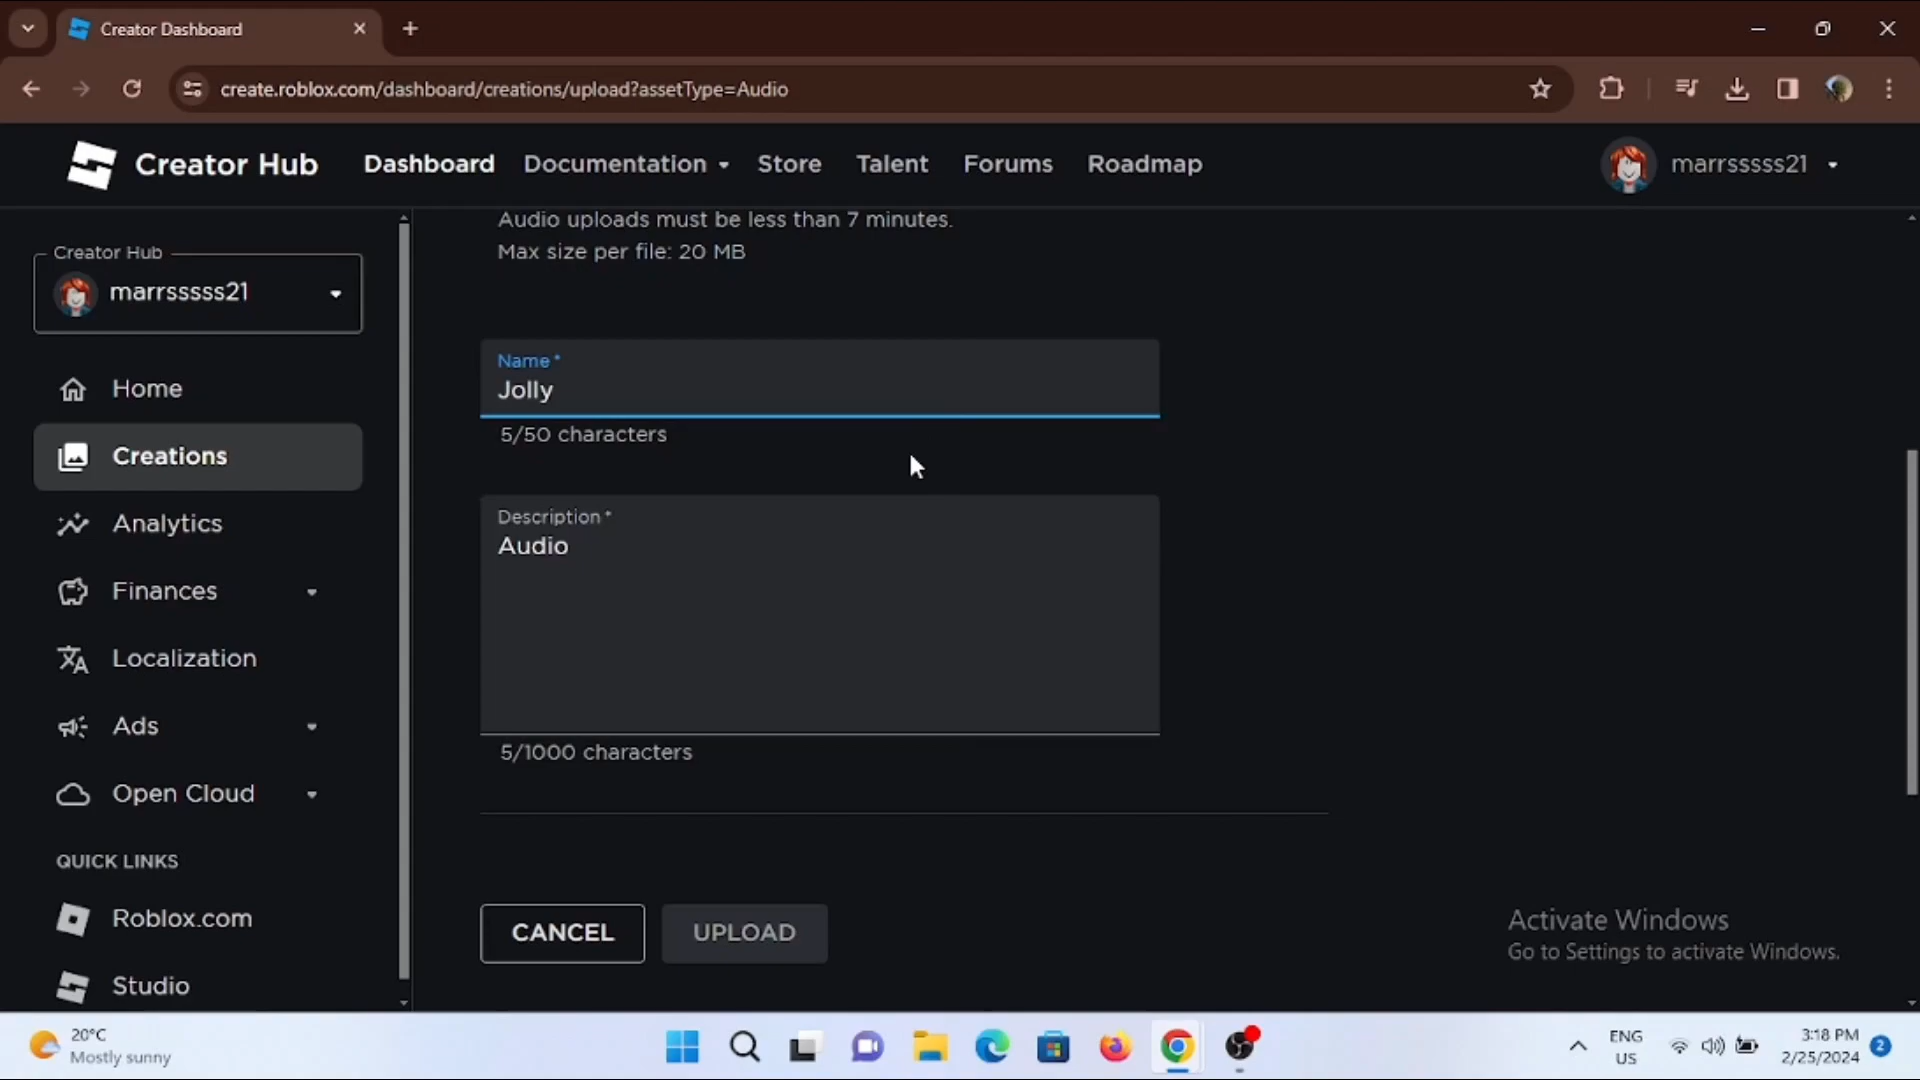 Creator Dashboard
create.roblox.com/dashboard/creations/upload?assetType=Audio
Creator Hub
Dashboard
Documentation
Store
Talent
Forums
Roadmap
marrsssss21
Creator Hub
marrsssss21
Home
Creations
Analytics
Finances
Localization
Ads
Open Cloud
QUICK LINKS
Roblox.com
Studio
Audio uploads must be less than 7 minutes.
Max size per file: 20 MB
Name *
Jolly
5/50 characters
Description *
Audio
5/1000 characters
CANCEL
UPLOAD
Activate Windows
Go to Settings to activate Windows.
20°C
Mostly sunny
ENG
US
3:18 PM
2/25/2024
2